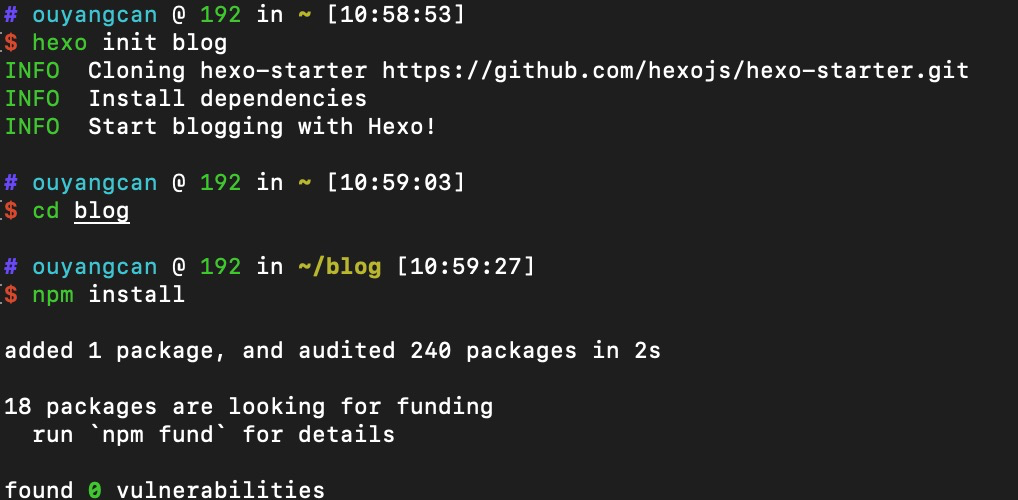 # ouyangcan @ 192 in ~ [10:58:53]
$ hexo init blog
INFO  Cloning hexo-starter https://github.com/hexojs/hexo-starter.git
INFO  Install dependencies
INFO  Start blogging with Hexo!
# ouyangcan @ 192 in ~ [10:59:03]
$ cd blog
# ouyangcan @ 192 in ~/blog [10:59:27]
$ npm install
added 1 package, and audited 240 packages in 2s
18 packages are looking for funding
  run `npm fund` for details
found 0 vulnerabilities